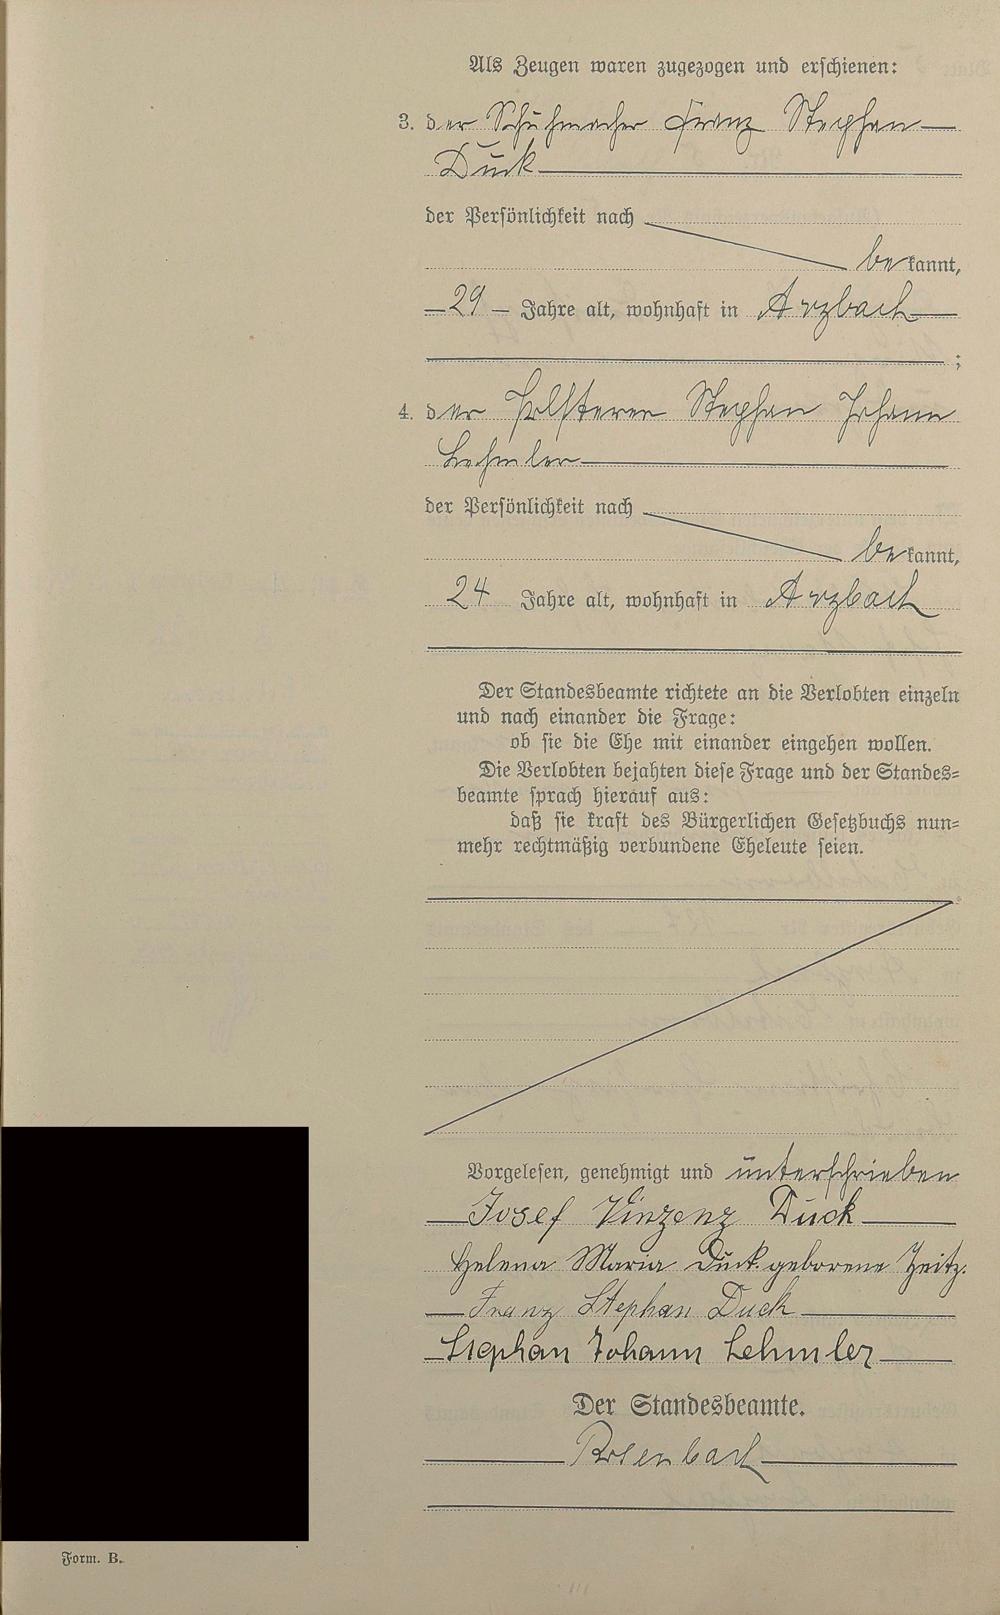 Als Zeugen waren zugezogen und erschienen:
3. der Schuhmacher Franz Stephan
Duck
der Persönlichkeit nach
bekannt,
29 Jahre alt, wohnhaft in Arzbach
;
4. der Stephan Johann
Lehmler
der Persönlichkeit nach
bekannt,
24 Jahre alt, wohnhaft in Arzbach
Der Standesbeamte richtete an die Verlobten einzeln
und nach einander die Frage:
ob sie die Ehe mit einander eingehen wollen.
Die Verlobten bejahten diese Frage und der Standes=
beamte sprach hierauf aus:
daß sie kraft des Bürgerlichen Gesetzbuchs nun=
mehr rechtmäßig verbundene Eheleute seien.
Vorgelesen, genehmigt und unterschrieben
Josef Vinzenz Duck
Helena Maria Duck geborene Zeitz.
Franz Stephan Duck
Stephan Johann Lehmler
Der Standesbeamte.
Rosenbach
Form. B.